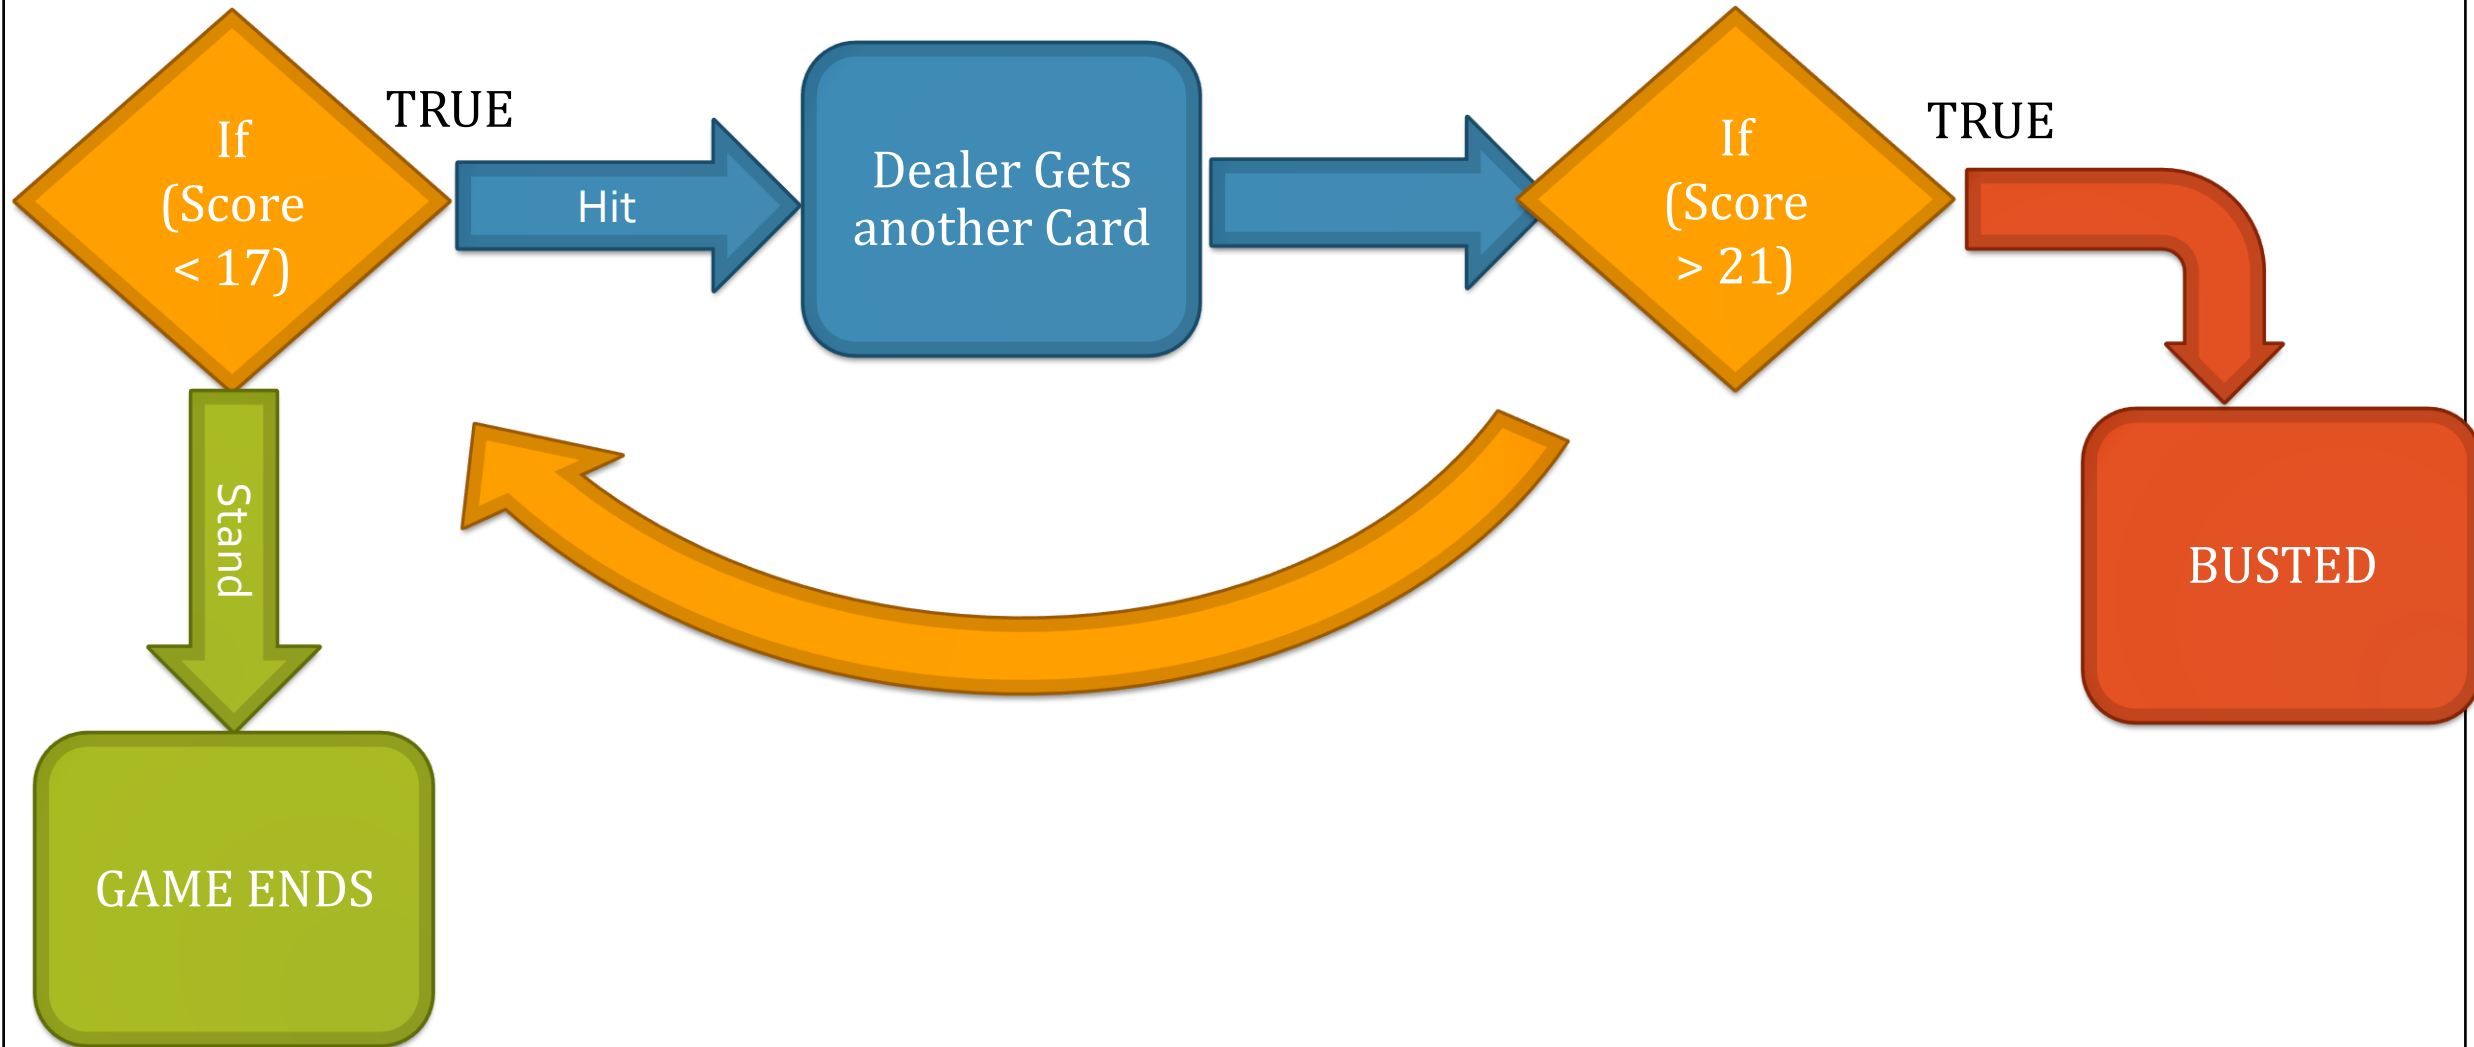 If
(Score
< 17)
TRUE
Hit
Dealer Gets
another Card
If
(Score
> 21)
TRUE
Stand
BUSTED
GAME ENDS